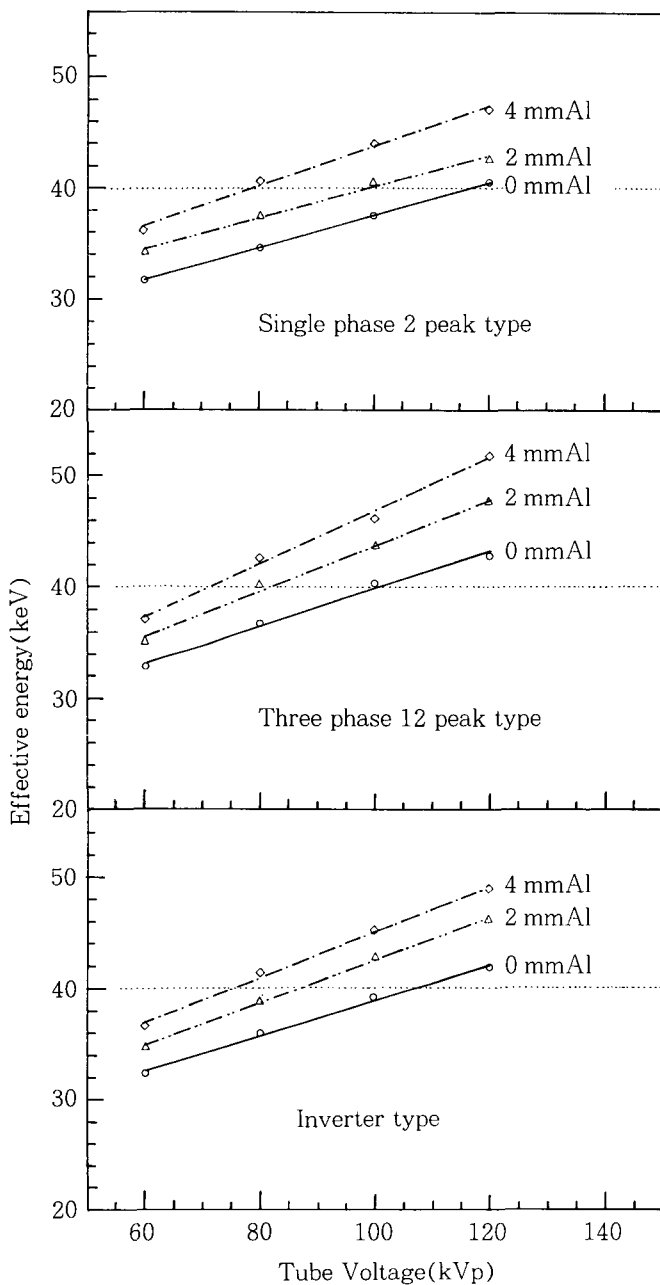 50
40
30
20
4 mmAl
2 mmAl
0 mmAl
Single phase 2 peak type
50
40
30
20
4 mmAl
2 mmAl
0 mmAl
Three phase 12 peak type
50
40
30
20
4 mmAl
2 mmAl
0 mmAl
Inverter type
60 80 100 120 140
Tube Voltage(kVp)
Effective energy(keV)